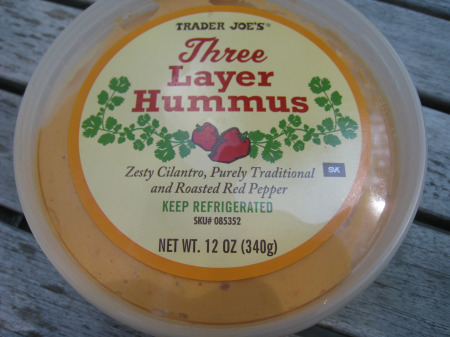 TRADER JOE'S®
Three
Layer
Hummus
Zesty Cilantro, Purely Traditional
and Roasted Red Pepper
KEEP REFRIGERATED
SKU# 085352
NET WT. 12 OZ (340g)